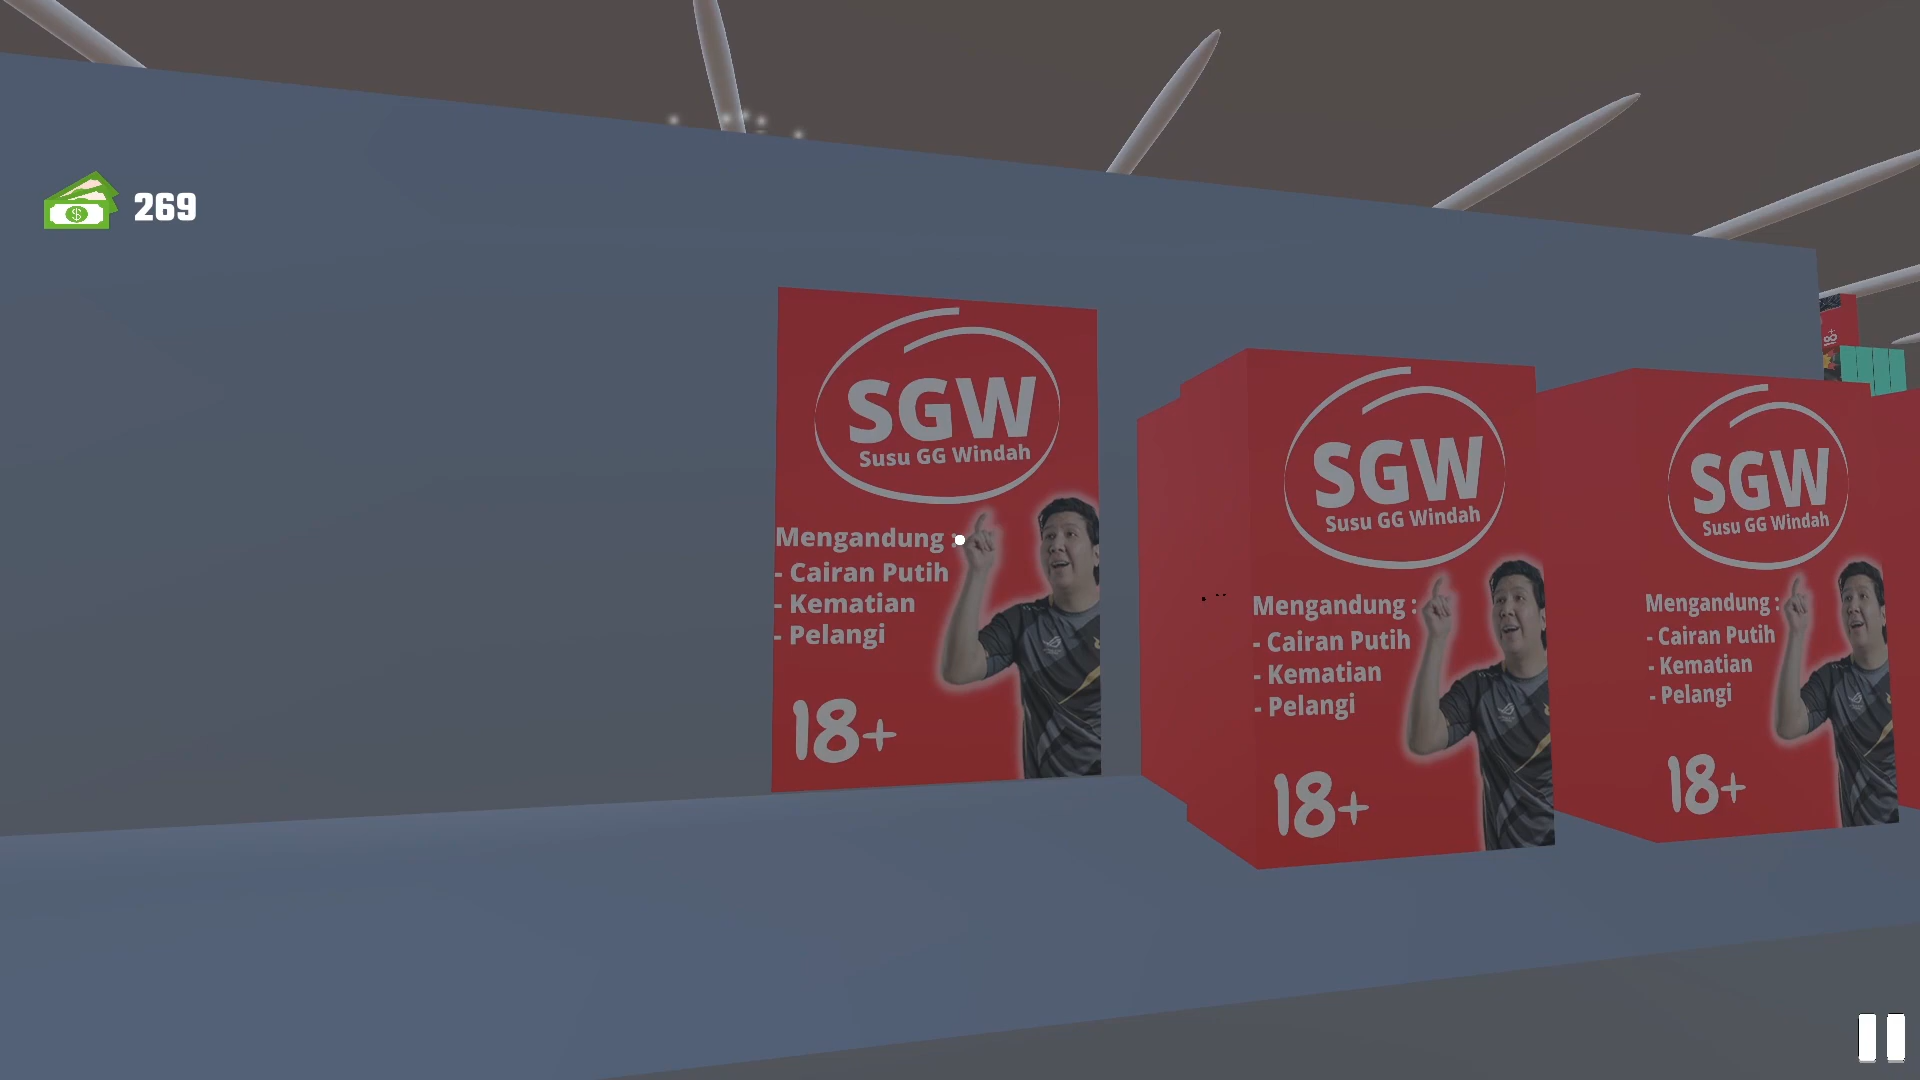 269
SGW
Susu GG Windah
Mengandung :
- Cairan Putih
- Kematian
- Pelangi
18+
SGW
Susu GG Windah
Mengandung :
- Cairan Putih
- Kematian
- Pelangi
18+
SGW
Susu GG Windah
Mengandung :
- Cairan Putih
- Kematian
- Pelangi
18+